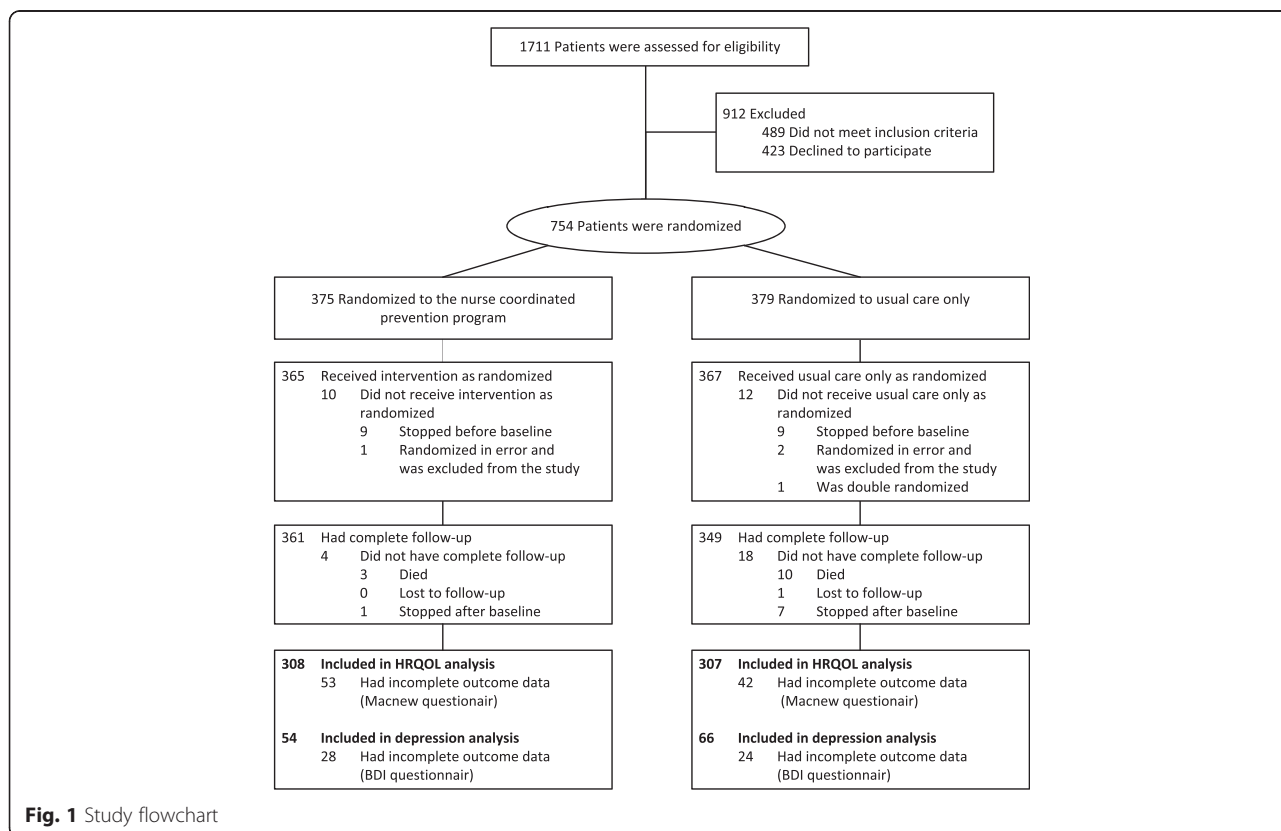 1711 Patients were assessed for eligibility
912 Excluded
489 Did not meet inclusion criteria
423 Declined to participate
754 Patients were randomized
375 Randomized to the nurse coordinated
prevention program
379 Randomized to usual care only
365 Received intervention as randomized
10 Did not receive intervention as
randomized
9 Stopped before baseline
1 Randomized in error and
was excluded from the study
367 Received usual care only as randomized
12 Did not receive usual care only as
randomized
9 Stopped before baseline
2 Randomized in error and
was excluded from the study
1 Was double randomized
361 Had complete follow-up
4 Did not have complete follow-up
3 Died
0 Lost to follow-up
1 Stopped after baseline
349 Had complete follow-up
18 Did not have complete follow-up
10 Died
1 Lost to follow-up
7 Stopped after baseline
308 Included in HRQOL analysis
53 Had incomplete outcome data
(Macnew questionair)
54 Included in depression analysis
28 Had incomplete outcome data
(BDI questionnair)
307 Included in HRQOL analysis
42 Had incomplete outcome data
(Macnew questionair)
66 Included in depression analysis
24 Had incomplete outcome data
(BDI questionnair)
Fig. 1 Study flowchart